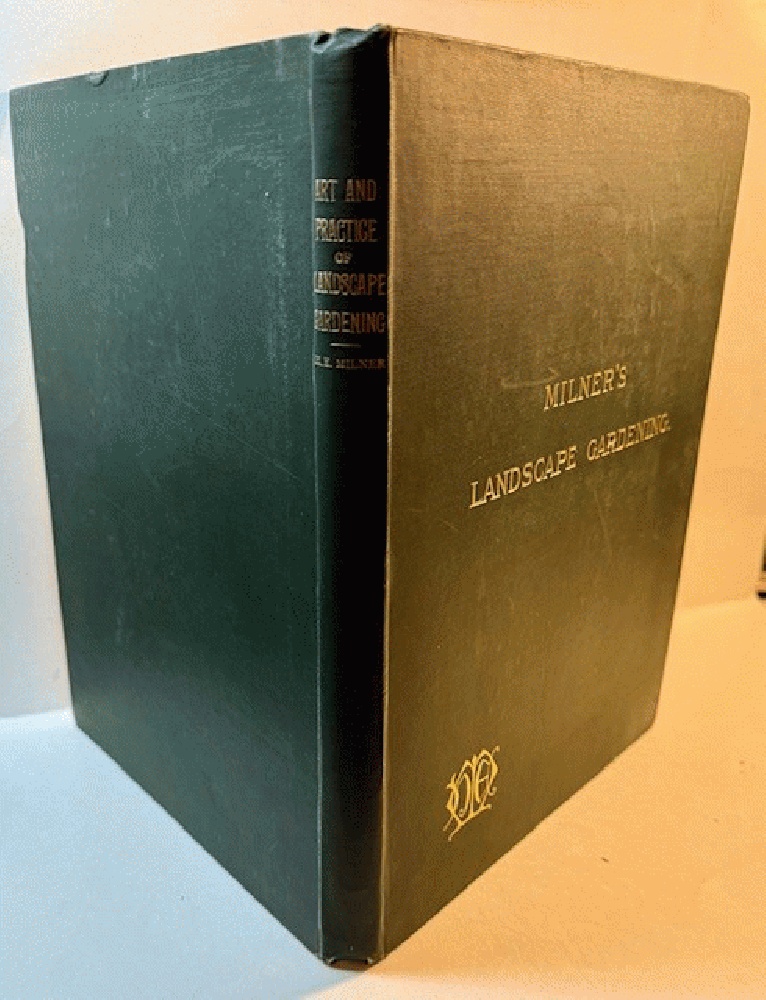 ART AND
PRACTICE
OF
LANDSCAPE
GARDENING
H.E. MILNER
MILNER'S
LANDSCAPE GARDENING.